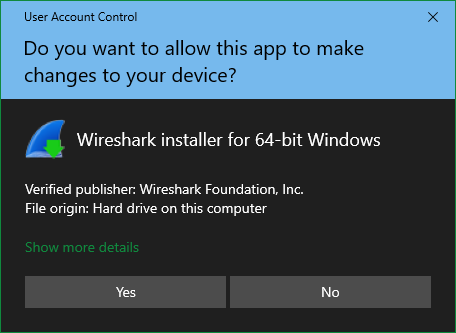 User Account Control
Do you want to allow this app to make
changes to your device?
Wireshark installer for 64-bit Windows
Verified publisher: Wireshark Foundation, Inc.
File origin: Hard drive on this computer
Show more details
Yes
No